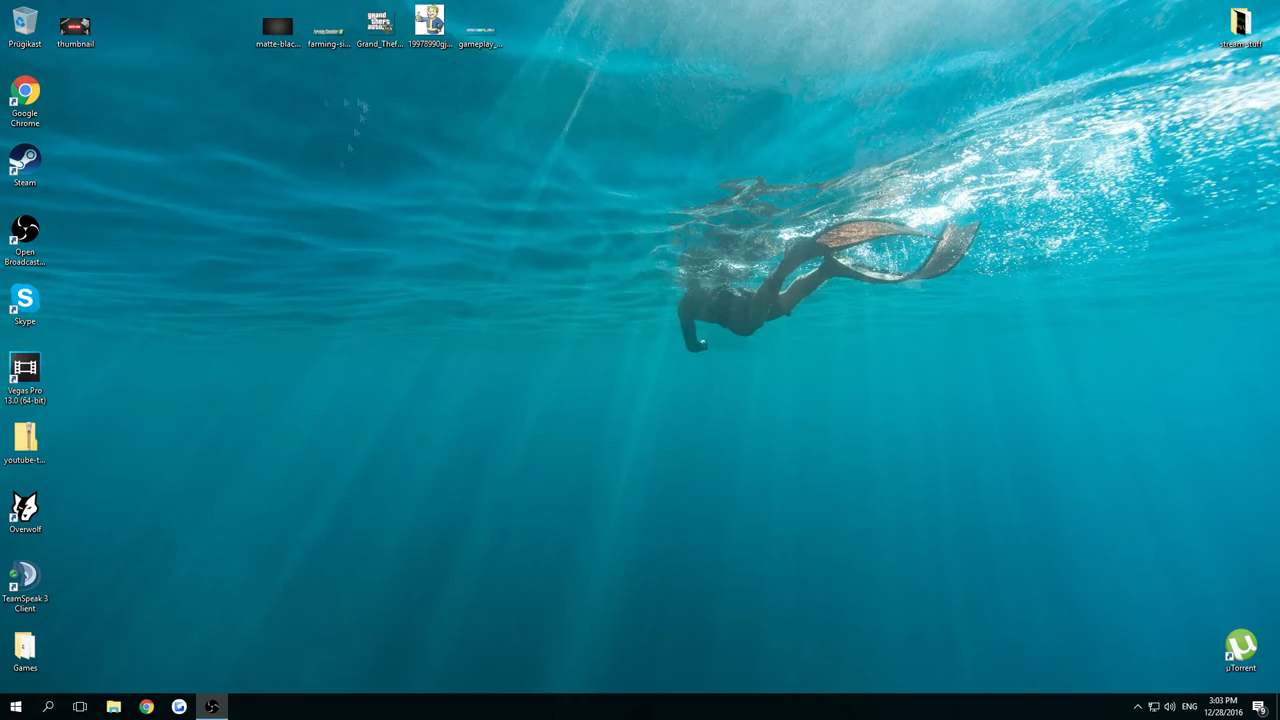 Prügikast
thumbnail
matte-blac...
farming-si...
Grand_Thef...
19978990gj...
gameplay_...
stream stuff
Google
Chrome
Steam
Open
Broadcast...
Skype
Vegas Pro
13.0 (64-bit)
youtube-t...
Overwolf
TeamSpeak 3
Client
Games
µTorrent
ENG
3:03 PM
12/28/2016
9